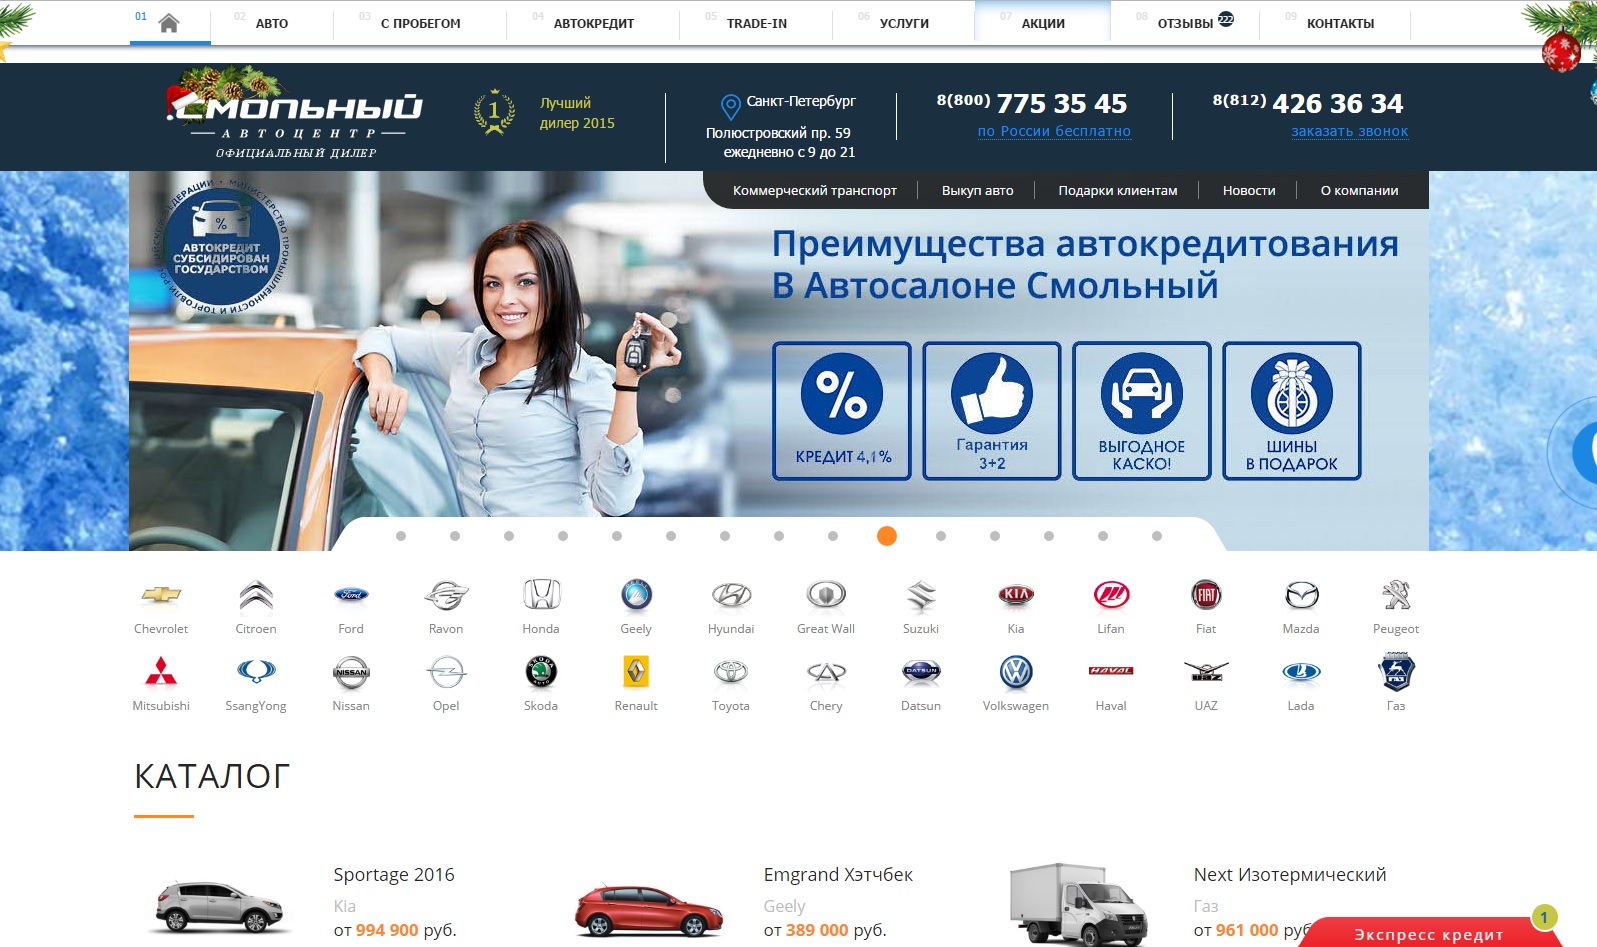 01
02 АВТО
03 С ПРОБЕГОМ
04 АВТОКРЕДИТ
05 TRADE-IN
06 УСЛУГИ
07 АКЦИИ
08 ОТЗЫВЫ 222
09 КОНТАКТЫ
СМОЛЬНЫЙ
АВТОЦЕНТР
ОФИЦИАЛЬНЫЙ ДИЛЕР
1
Лучший
дилер 2015
Санкт-Петербург
Полюстровский пр. 59
ежедневно с 9 до 21
8(800) 775 35 45
по России бесплатно
8(812) 426 36 34
заказать звонок
Коммерческий транспорт
Выкуп авто
Подарки клиентам
Новости
О компании
МИНИСТЕРСТВО ПРОМЫШЛЕННОСТИ И ТОРГОВЛИ
%
АВТОКРЕДИТ
СУБСИДИРОВАН
ГОСУДАРСТВОМ
Преимущества автокредитования
В Автосалоне Смольный
%
КРЕДИТ 4,1%
Гарантия
3+2
ВЫГОДНОЕ
КАСКО!
ШИНЫ
В ПОДАРОК
Chevrolet
Citroen
Ford
Ravon
Honda
Geely
Hyundai
Great Wall
Suzuki
Kia
Lifan
Fiat
Mazda
Peugeot
Mitsubishi
SsangYong
Nissan
Opel
Skoda
Renault
Toyota
Chery
Datsun
Volkswagen
Haval
UAZ
Lada
Газ
КАТАЛОГ
Sportage 2016
Kia
от 994 900 руб.
Emgrand Хэтчбек
Geely
от 389 000 руб.
Next Изотермический
Газ
от 961 000 руб.
Экспресс кредит
1